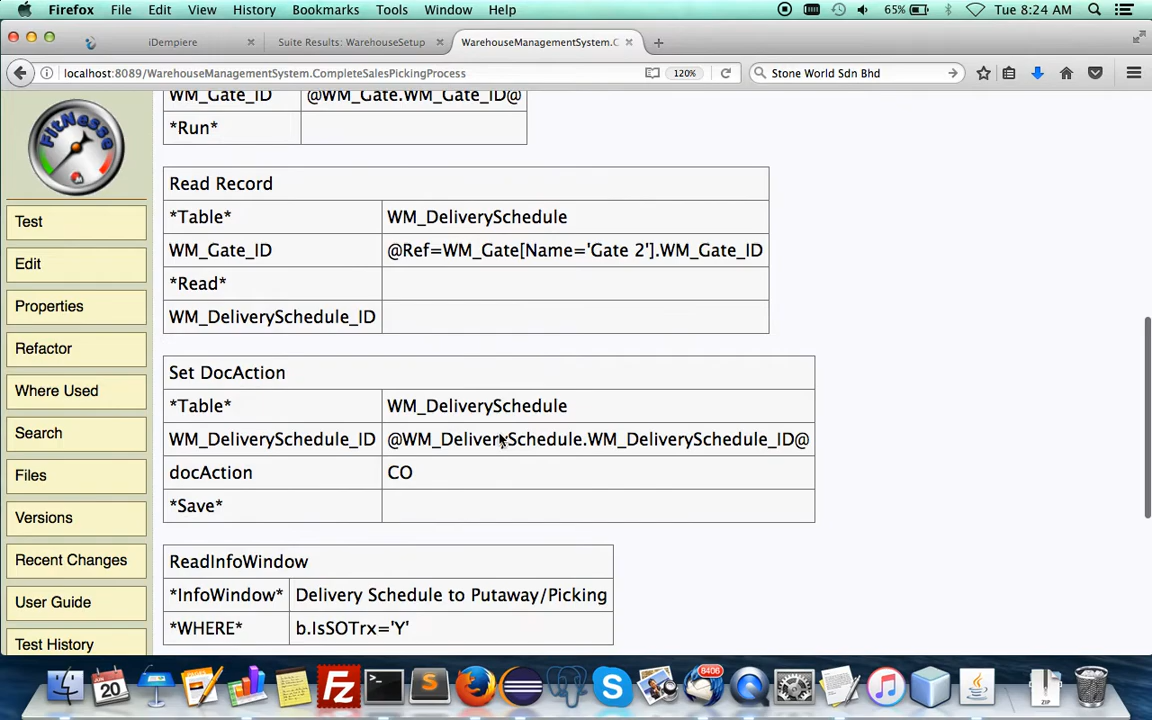 Firefox File Edit View History Bookmarks Tools Window Help 65% Tue 8:24 AM
iDempiere × Suite Results: WarehouseSetup × WarehouseManagementSystem.C × +
localhost:8089/WarehouseManagementSystem.CompleteSalesPickingProcess 120% Stone World Sdn Bhd
FitNesse
Test
Edit
Properties
Refactor
Where Used
Search
Files
Versions
Recent Changes
User Guide
Test History
WM_Gate_ID @WM_Gate.WM_Gate_ID@
*Run*
Read Record
*Table* WM_DeliverySchedule
WM_Gate_ID @Ref=WM_Gate[Name='Gate 2'].WM_Gate_ID
*Read*
WM_DeliverySchedule_ID
Set DocAction
*Table* WM_DeliverySchedule
WM_DeliverySchedule_ID @WM_DeliverySchedule.WM_DeliverySchedule_ID@
docAction CO
*Save*
ReadInfoWindow
*InfoWindow* Delivery Schedule to Putaway/Picking
*WHERE* b.IsSOTrx='Y'
20
8406
ZIP